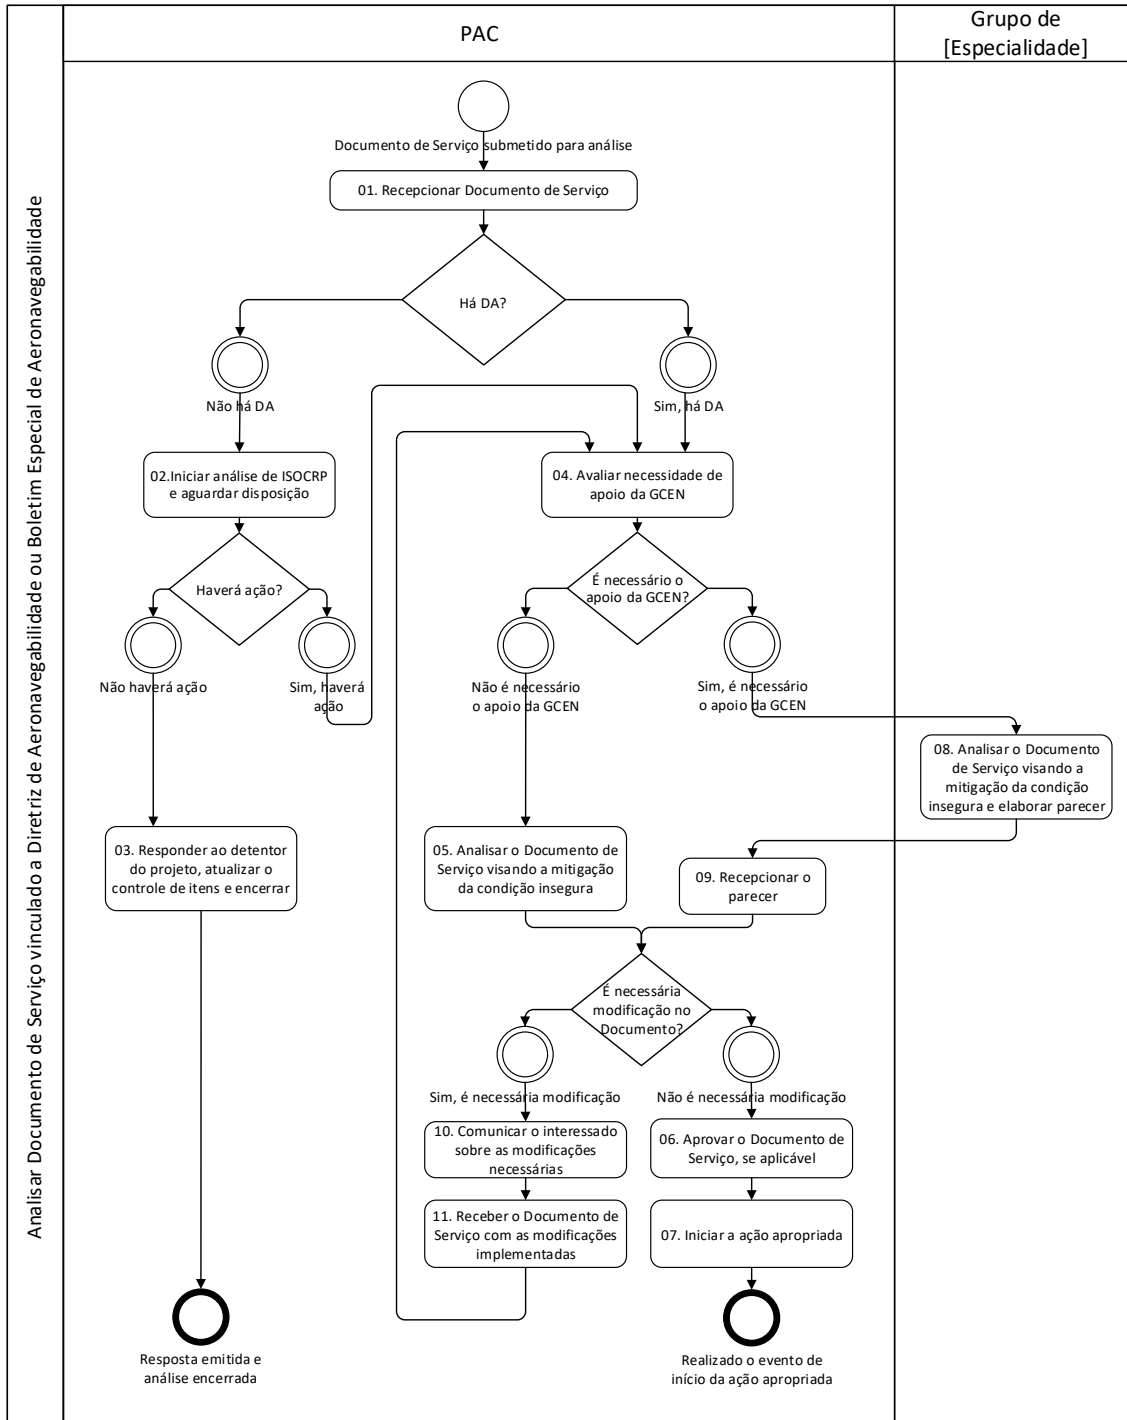 PAC
Grupo de
[Especialidade]
Analisar Documento de Serviço vinculado a Diretriz de Aeronavegabilidade ou Boletim Especial de Aeronavegabilidade
Documento de Serviço submetido para análise
01. Recepcionar Documento de Serviço
Há DA?
Não há DA
Sim, há DA
02.Iniciar análise de ISOCRP
e aguardar disposição
04. Avaliar necessidade de
apoio da GCEN
Haverá ação?
É necessário o
apoio da GCEN?
Não haverá ação
Sim, haverá
ação
Não é necessário
o apoio da GCEN
Sim, é necessário
o apoio da GCEN
08. Analisar o Documento
de Serviço visando a
mitigação da condição
insegura e elaborar parecer
03. Responder ao detentor
do projeto, atualizar o
controle de itens e encerrar
05. Analisar o Documento de
Serviço visando a mitigação
da condição insegura
09. Recepcionar o
parecer
É necessária
modificação no
Documento?
Sim, é necessária modificação
Não é necessária modificação
10. Comunicar o interessado
sobre as modificações
necessárias
06. Aprovar o Documento de
Serviço, se aplicável
11. Receber o Documento de
Serviço com as modificações
implementadas
07. Iniciar a ação apropriada
Resposta emitida e
análise encerrada
Realizado o evento de
início da ação apropriada